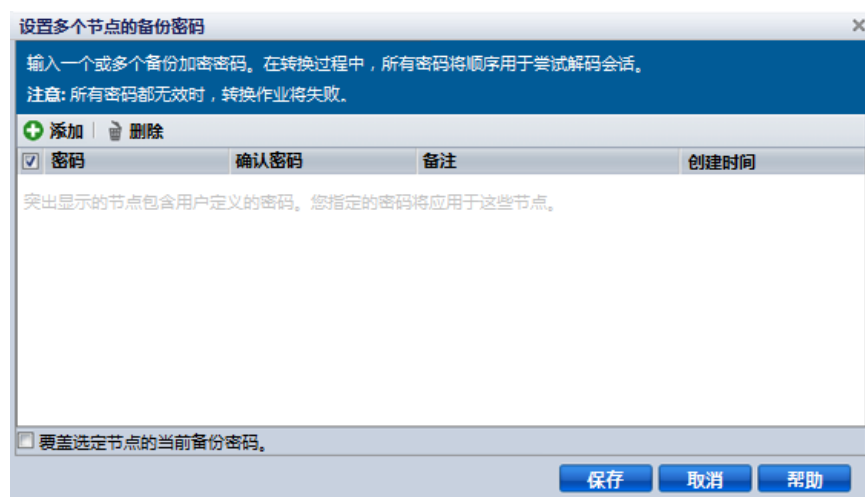 设置多个节点的备份密码
输入一个或多个备份加密密码。在转换过程中，所有密码将顺序用于尝试解码会话。
注意: 所有密码都无效时，转换作业将失败。
添加 删除
密码 确认密码 备注 创建时间
突出显示的节点包含用户定义的密码。您指定的密码将应用于这些节点。
覆盖选定节点的当前备份密码。
保存 取消 帮助